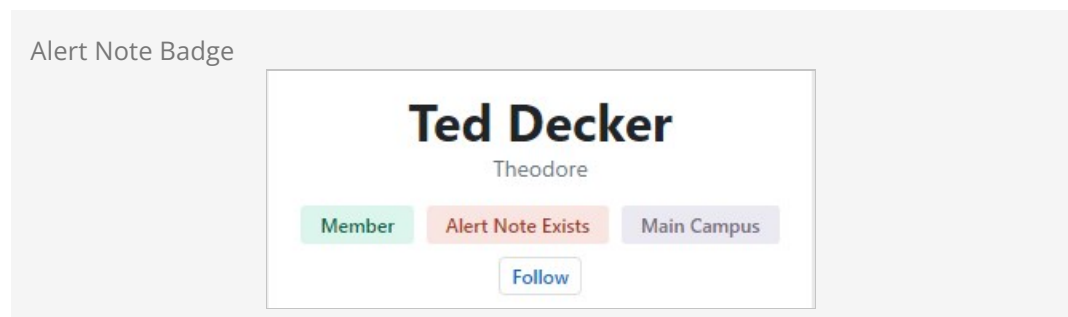 Alert Note Badge
Ted Decker
Theodore
Member Alert Note Exists Main Campus
Follow